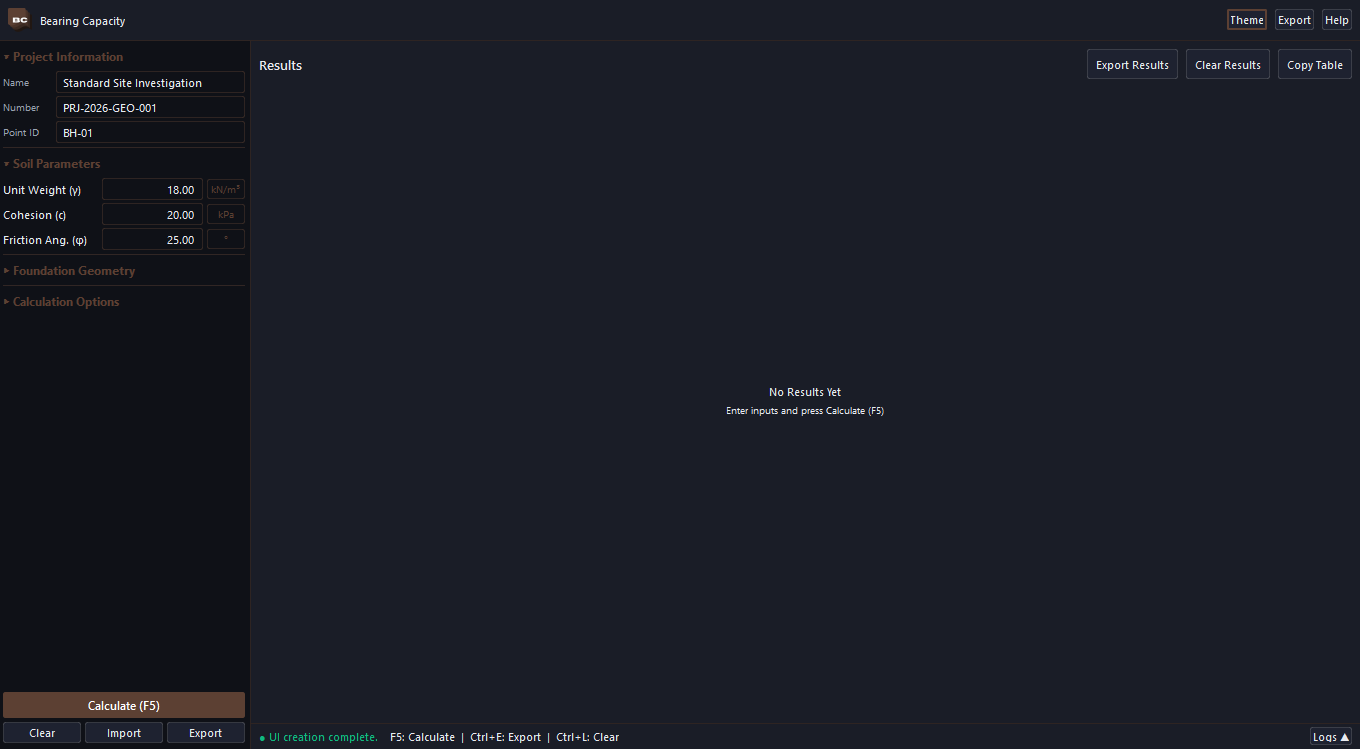 BC Bearing Capacity Theme Export Help
▾ Project Information
Name Standard Site Investigation
Number PRJ-2026-GEO-001
Point ID BH-01
▾ Soil Parameters
Unit Weight (γ) 18.00 kN/m³
Cohesion (c) 20.00 kPa
Friction Ang. (φ) 25.00 °
▸ Foundation Geometry
▸ Calculation Options
Calculate (F5)
Clear Import Export
Results Export Results Clear Results Copy Table
No Results Yet
Enter inputs and press Calculate (F5)
● UI creation complete. F5: Calculate | Ctrl+E: Export | Ctrl+L: Clear Logs ▲